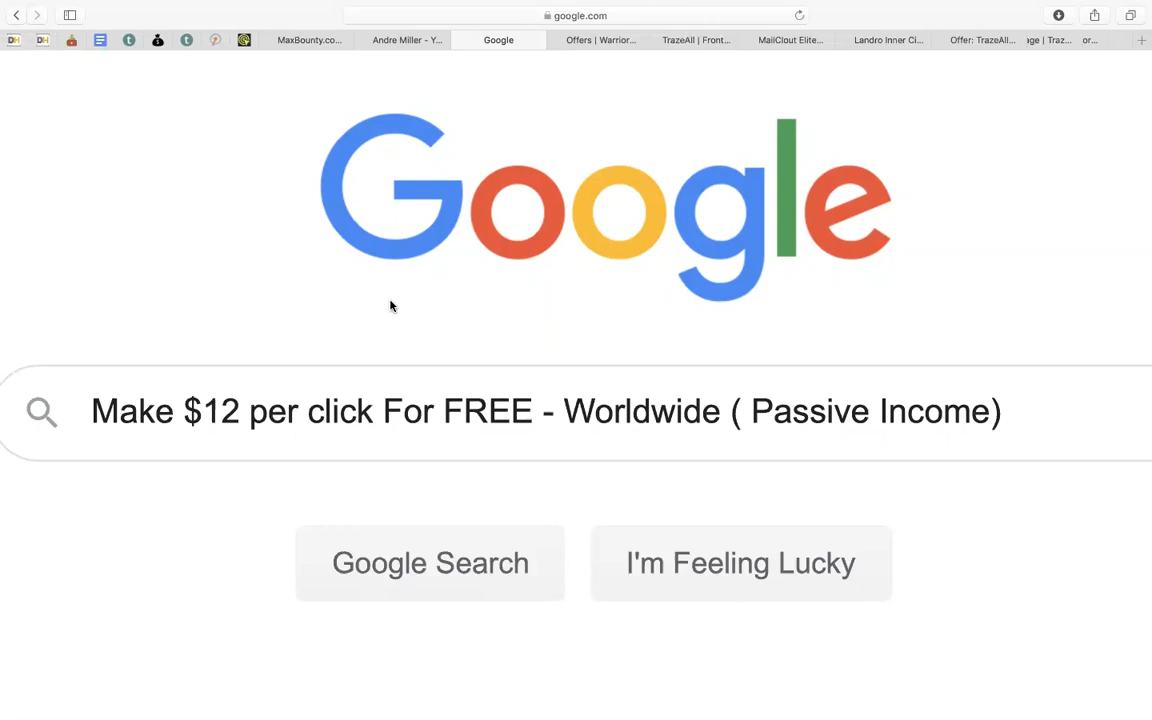 google.com
MaxBounty.co...
Andre Miller - Y...
Google
Offers | Warrior...
TrazeAll | Front...
MailClout Elite...
Landro Inner Ci...
Offer: TrazeAll...
age | Traz...
or...
Google
Make $12 per click For FREE - Worldwide ( Passive Income)
Google Search
I'm Feeling Lucky